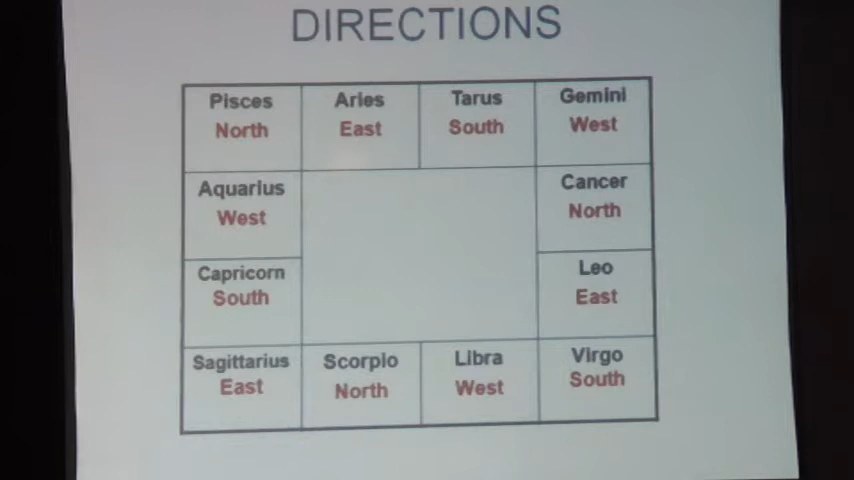 DIRECTIONS
Pisces
North
Aries
East
Tarus
South
Gemini
West
Aquarius
West
Cancer
North
Capricorn
South
Leo
East
Sagittarius
East
Scorpio
North
Libra
West
Virgo
South